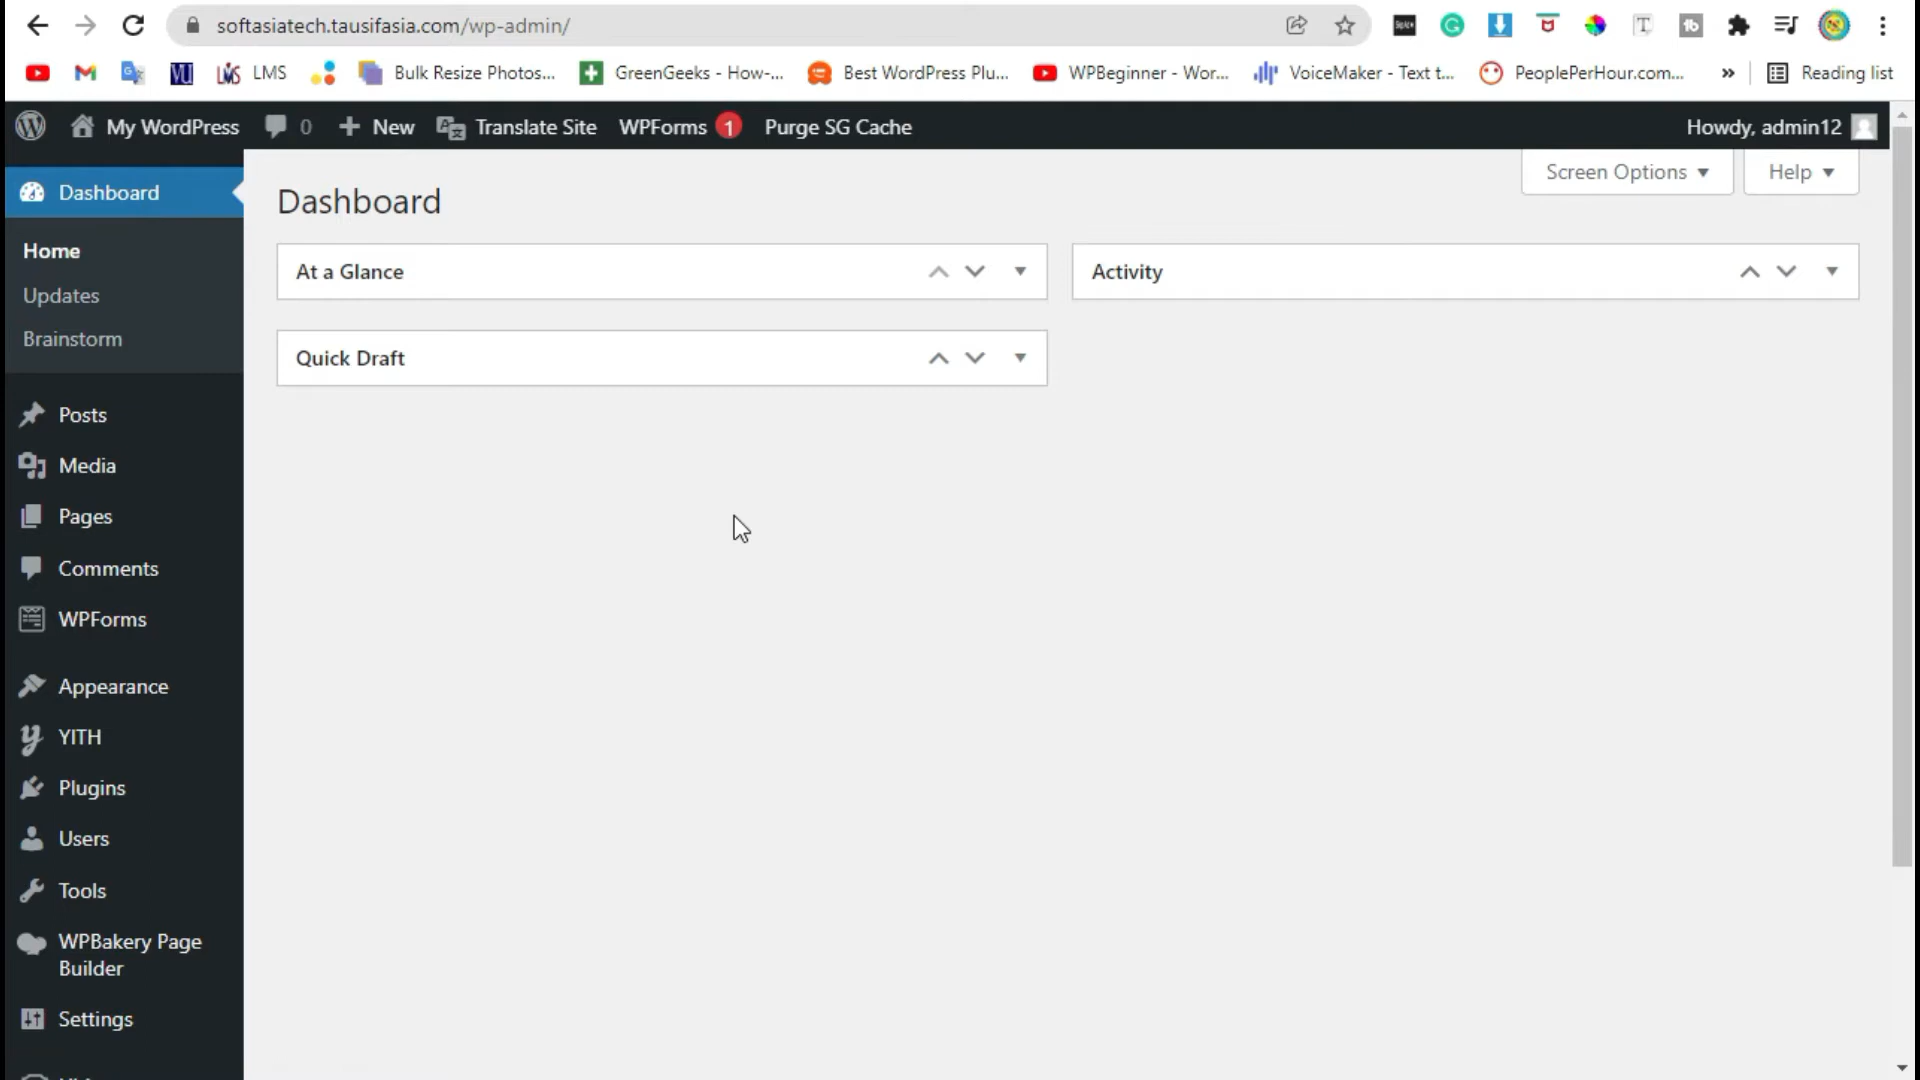 softasiatech.tausifasia.com/wp-admin/
LMS
Bulk Resize Photos...
GreenGeeks - How-...
Best WordPress Plu...
WPBeginner - Wor...
VoiceMaker - Text t...
PeoplePerHour.com...
»
Reading list
My WordPress
0
New
Translate Site
WPForms 1
Purge SG Cache
Howdy, admin12
Screen Options
Help
Dashboard
Dashboard
Home
Updates
Brainstorm
At a Glance
Activity
Quick Draft
Posts
Media
Pages
Comments
WPForms
Appearance
YITH
Plugins
Users
Tools
WPBakery Page
Builder
Settings